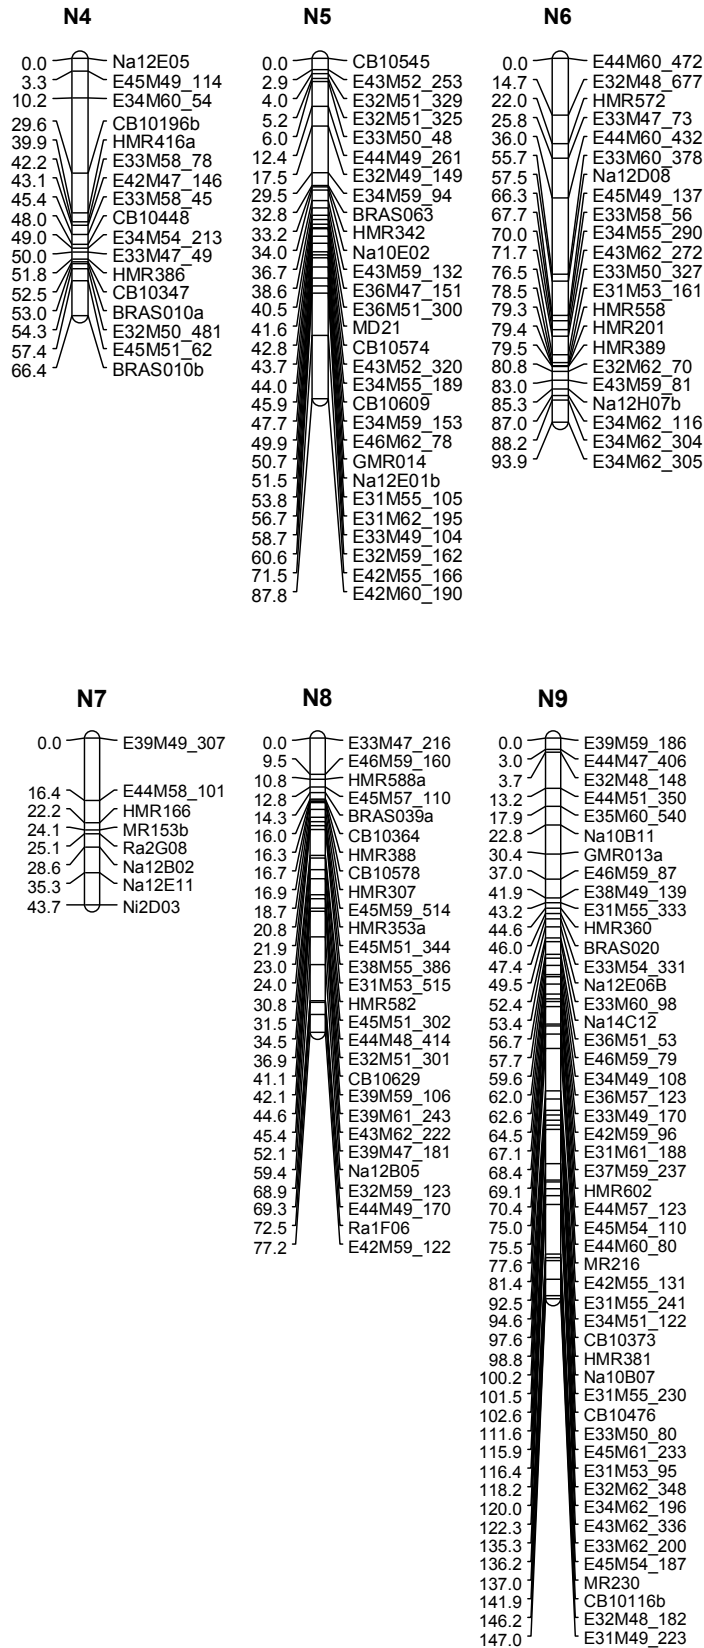 N4
0.0 Na12E05
3.3 E45M49_114
10.2 E34M60_54
29.6 CB10196b
39.9 HMR416a
42.2 E33M58_78
43.1 E42M47_146
45.4 E33M58_45
48.0 CB10448
49.0 E34M54_213
50.0 E33M47_49
51.8 HMR386
52.5 CB10347
53.0 BRAS010a
54.3 E32M50_481
57.4 E45M51_62
66.4 BRAS010b
N5
0.0 CB10545
2.9 E43M52_253
4.0 E32M51_329
5.2 E32M51_325
6.0 E33M50_48
12.4 E44M49_261
17.5 E32M49_149
29.5 E34M59_94
32.8 BRAS063
33.2 HMR342
34.0 Na10E02
36.7 E43M59_132
38.6 E36M47_151
40.5 E36M51_300
41.6 MD21
42.8 CB10574
43.7 E43M52_320
44.0 E34M55_189
45.9 CB10609
47.7 E34M59_153
49.9 E46M62_78
50.7 GMR014
51.5 Na12E01b
53.8 E31M55_105
56.7 E31M62_195
58.7 E33M49_104
60.6 E32M59_162
71.5 E42M55_166
87.8 E42M60_190
N6
0.0 E44M60_472
14.7 E32M48_677
22.0 HMR572
25.8 E33M47_73
36.0 E44M60_432
55.7 E33M60_378
57.5 Na12D08
66.3 E45M49_137
67.7 E33M58_56
70.0 E34M55_290
71.7 E43M62_272
76.5 E33M50_327
78.5 E31M53_161
79.3 HMR558
79.4 HMR201
79.5 HMR389
80.8 E32M62_70
83.0 E43M59_81
85.3 Na12H07b
87.0 E34M62_116
88.2 E34M62_304
93.9 E34M62_305
N7
0.0 E39M49_307
16.4 E44M58_101
22.2 HMR166
24.1 MR153b
25.1 Ra2G08
28.6 Na12B02
35.3 Na12E11
43.7 Ni2D03
N8
0.0 E33M47_216
9.5 E46M59_160
10.8 HMR588a
12.8 E45M57_110
14.3 BRAS039a
16.0 CB10364
16.3 HMR388
16.7 CB10578
16.9 HMR307
18.7 E45M59_514
20.8 HMR353a
21.9 E45M51_344
23.0 E38M55_386
24.0 E31M53_515
30.8 HMR582
31.5 E45M51_302
34.5 E44M48_414
36.9 E32M51_301
41.1 CB10629
42.1 E39M59_106
44.6 E39M61_243
45.4 E43M62_222
52.1 E39M47_181
59.4 Na12B05
68.9 E32M59_123
69.3 E44M49_170
72.5 Ra1F06
77.2 E42M59_122
N9
0.0 E39M59_186
3.0 E44M47_406
3.7 E32M48_148
13.2 E44M51_350
17.9 E35M60_540
22.8 Na10B11
30.4 GMR013a
37.0 E46M59_87
41.9 E38M49_139
43.2 E31M55_333
44.6 HMR360
46.0 BRAS020
47.4 E33M54_331
49.5 Na12E06B
52.4 E33M60_98
53.4 Na14C12
56.7 E36M51_53
57.7 E46M59_79
59.6 E34M49_108
62.0 E36M57_123
62.6 E33M49_170
64.5 E42M59_96
67.1 E31M61_188
68.4 E37M59_237
69.1 HMR602
70.4 E44M57_123
75.0 E45M54_110
75.5 E44M60_80
77.6 MR216
81.4 E42M55_131
92.5 E31M55_241
94.6 E34M51_122
97.6 CB10373
98.8 HMR381
100.2 Na10B07
101.5 E31M55_230
102.6 CB10476
111.6 E33M50_80
115.9 E45M61_233
116.4 E31M53_95
118.2 E32M62_348
120.0 E34M62_196
122.3 E43M62_336
135.3 E33M62_200
136.2 E45M54_187
137.0 MR230
141.9 CB10116b
146.2 E32M48_182
147.0 E31M49_223